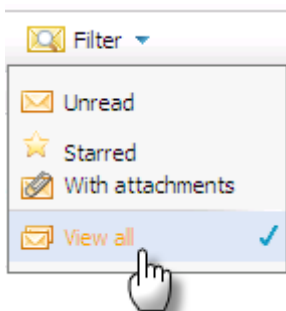 Filter
Unread
Starred
With attachments
View all